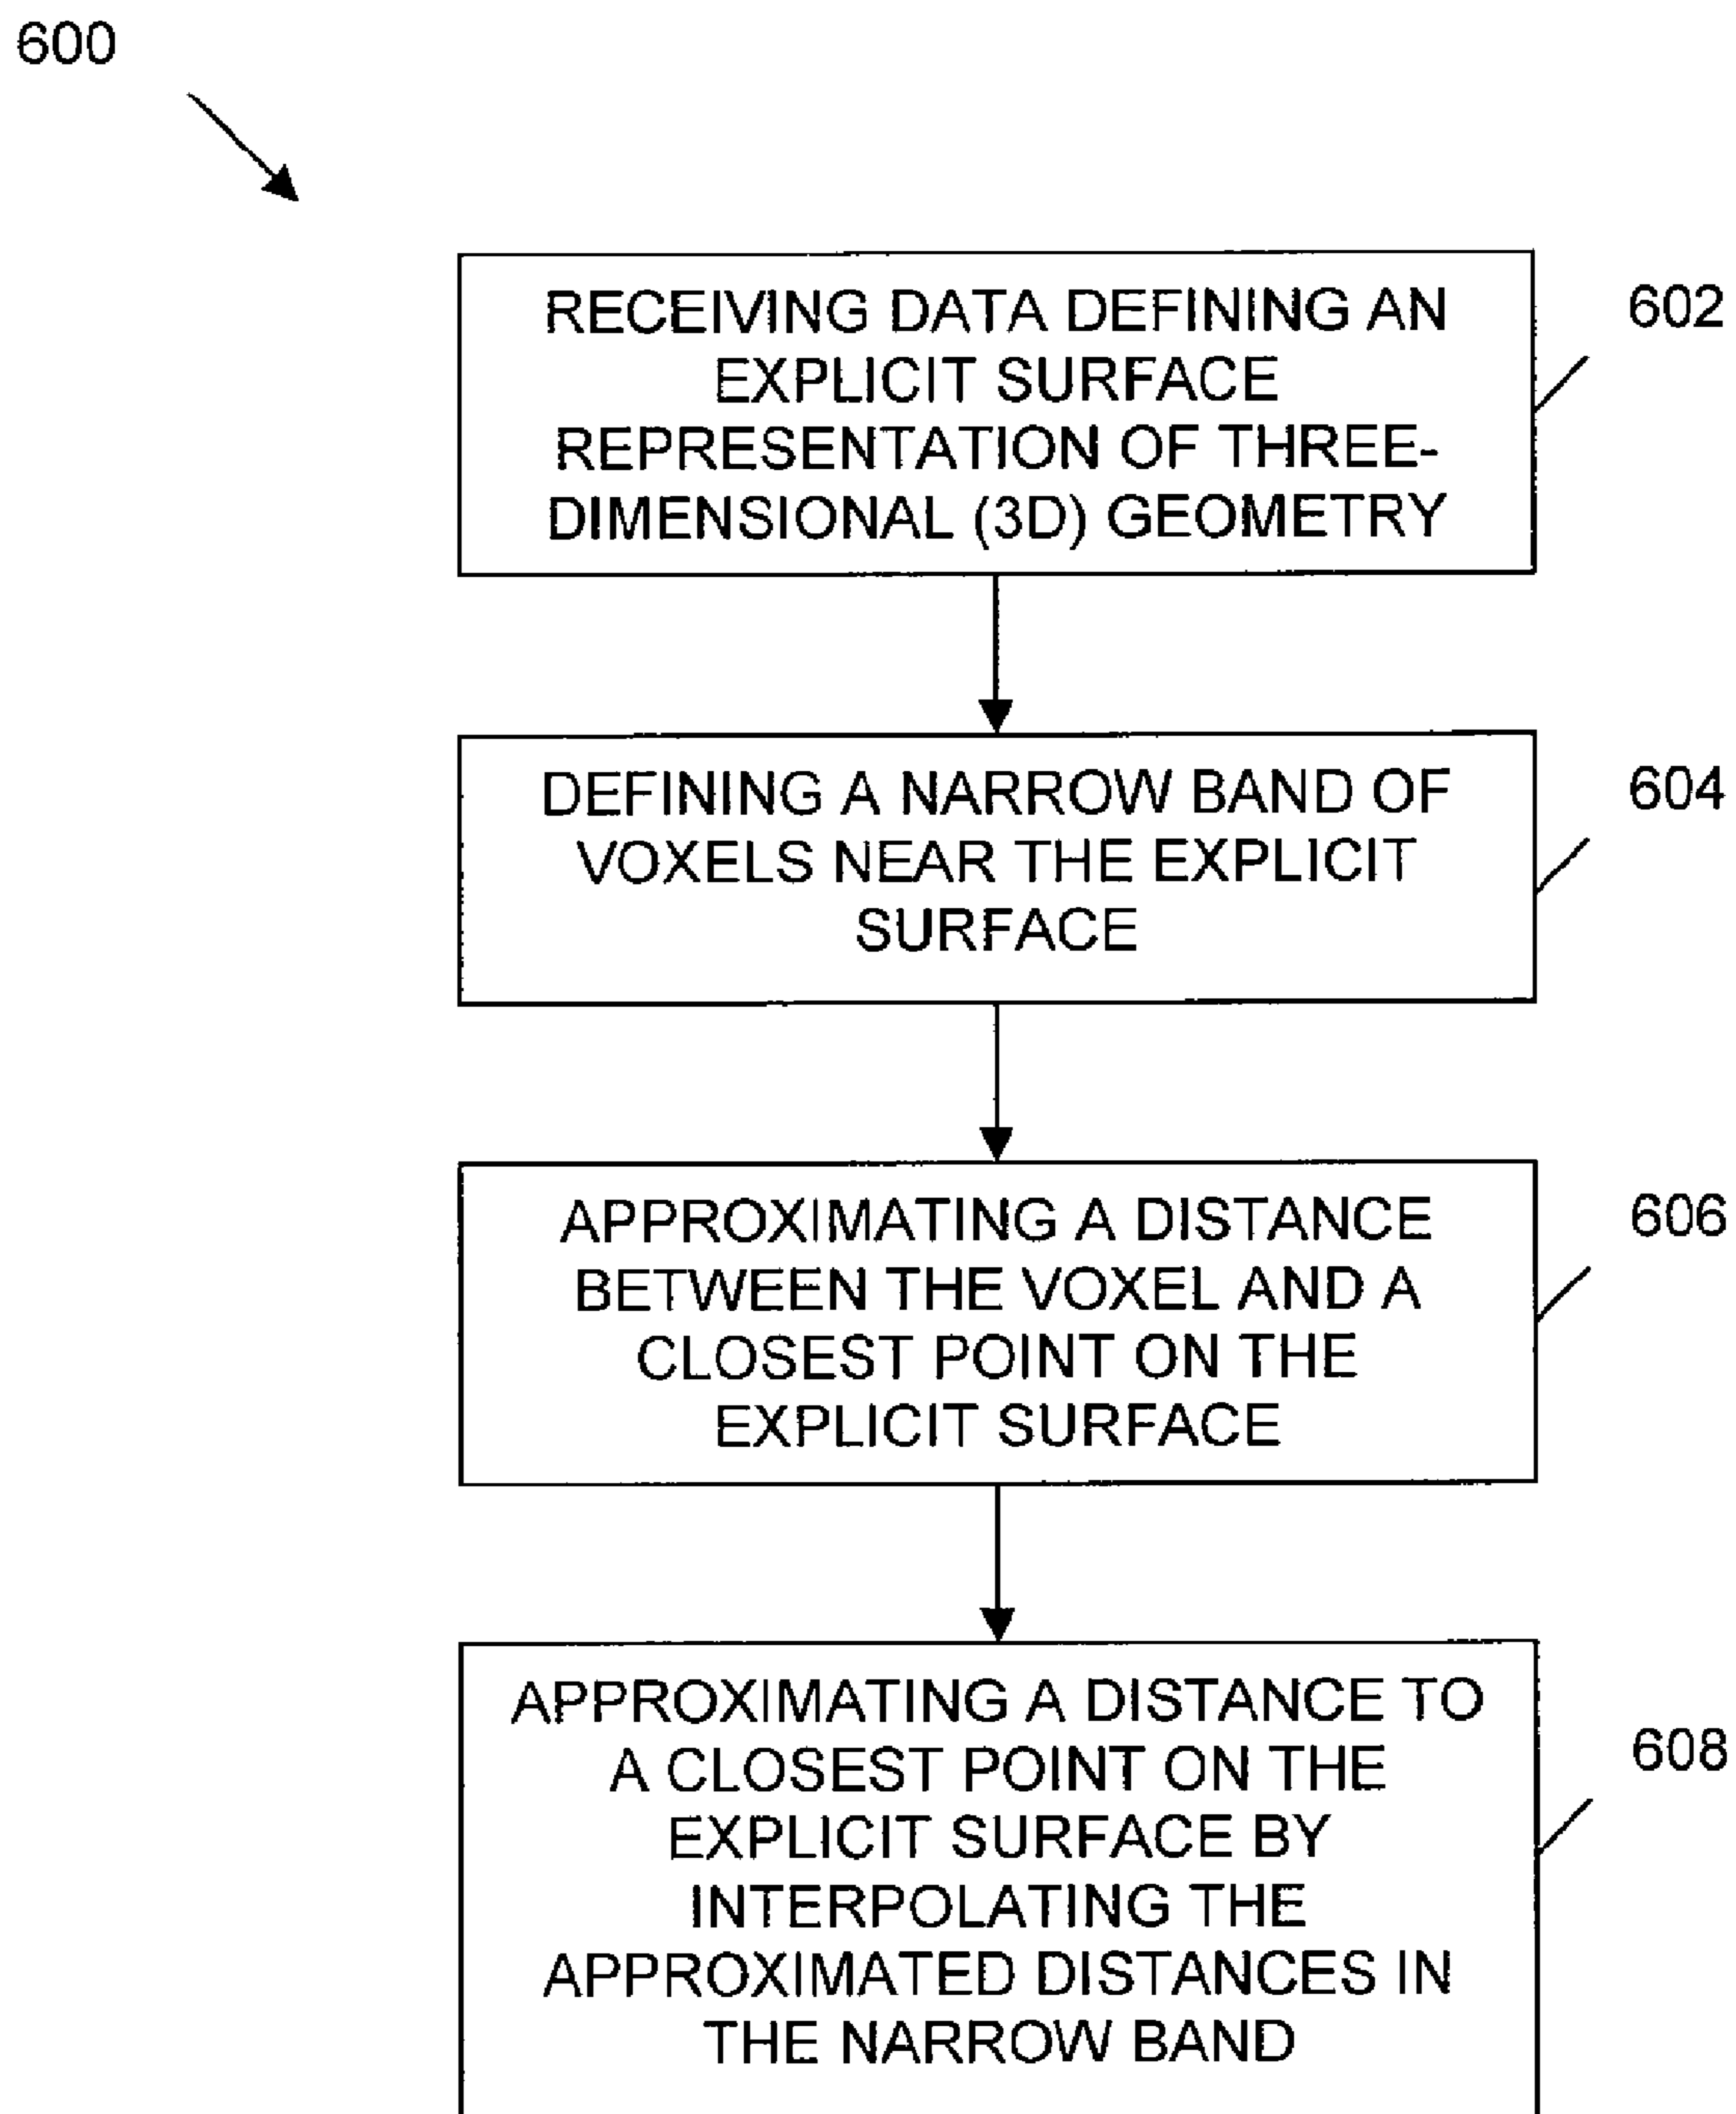 600
RECEIVING DATA DEFINING AN
EXPLICIT SURFACE
REPRESENTATION OF THREE-
DIMENSIONAL (3D) GEOMETRY
602
DEFINING A NARROW BAND OF
VOXELS NEAR THE EXPLICIT
SURFACE
604
APPROXIMATING A DISTANCE
BETWEEN THE VOXEL AND A
CLOSEST POINT ON THE
EXPLICIT SURFACE
606
APPROXIMATING A DISTANCE TO
A CLOSEST POINT ON THE
EXPLICIT SURFACE BY
INTERPOLATING THE
APPROXIMATED DISTANCES IN
THE NARROW BAND
608